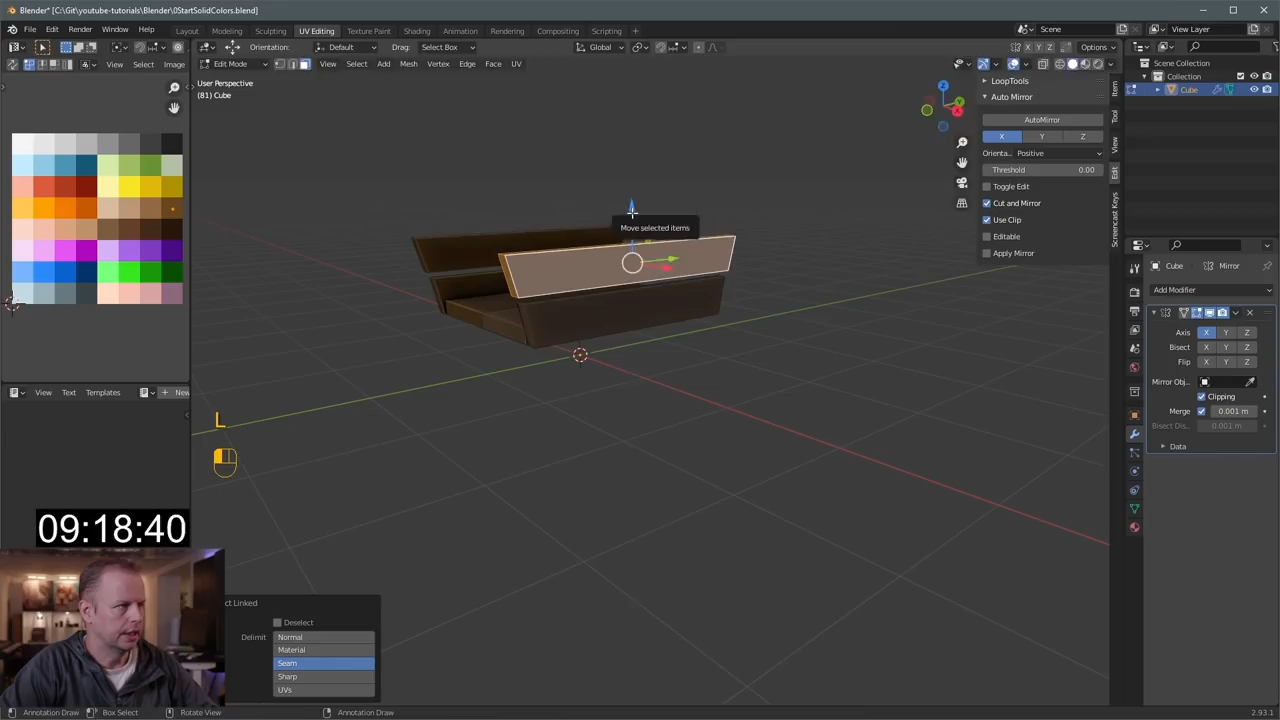 Blender* [C:\Git\youtube-tutorials\Blender\0StartSolidColors.blend]
File Edit Render Window Help Layout Modeling Sculpting UV Editing Texture Paint Shading Animation Rendering Compositing Scripting Scene View Layer
Orientation: Default Drag: Select Box Global X Y Z Options
View Select Image Edit Mode View Select Add Mesh Vertex Edge Face UV
User Perspective
(81) Cube
Scene Collection
Collection
Cube
LoopTools
Auto Mirror
AutoMirror
X Y Z
Orienta... Positive
Threshold 0.00
Toggle Edit
Cut and Mirror
Use Clip
Editable
Apply Mirror
Item
Tool
View
Edit
Screencast Keys
Z
Y
X
Move selected items
Cube Mirror
Add Modifier
Axis X Y Z
Bisect X Y Z
Flip X Y Z
Mirror Obj...
Clipping
Merge 0.001 m
Bisect Dis... 0.001 m
Data
View Text Templates New
L
09:18:40
ct Linked
Deselect
Delimit Normal
Material
Seam
Sharp
UVs
Annotation Draw Box Select Rotate View Annotation Draw 2.93.1